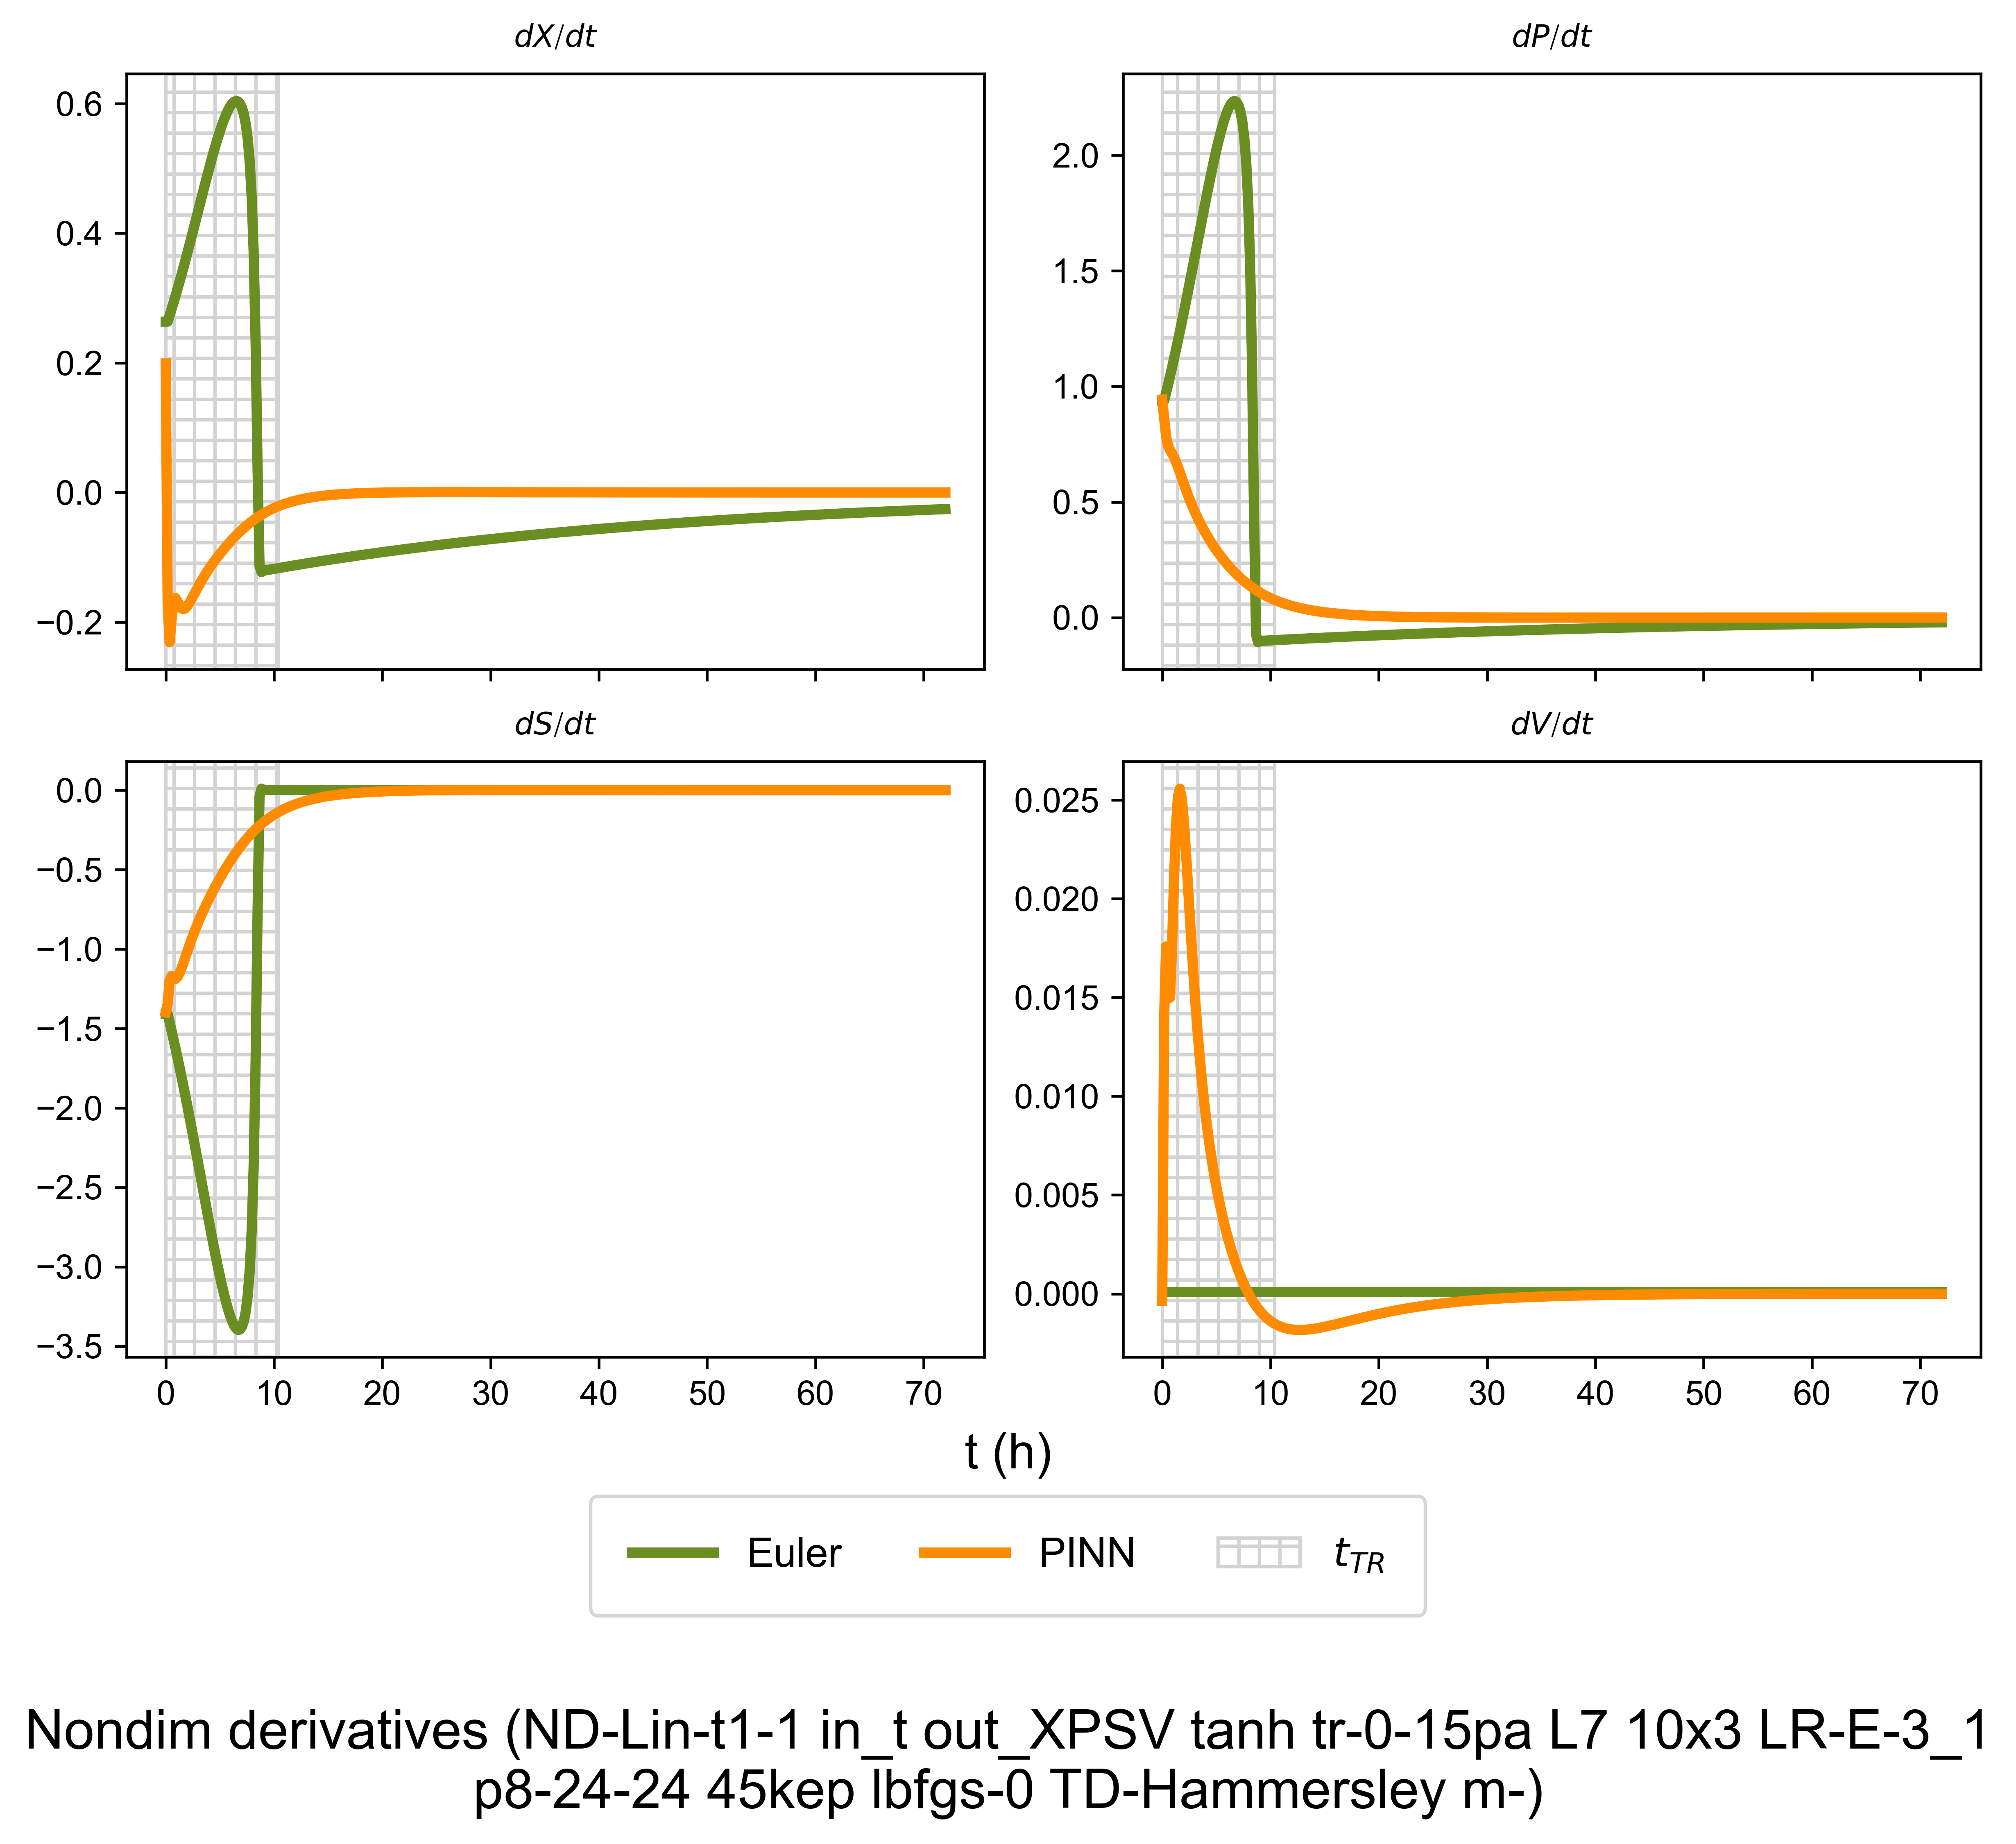 dX/dt
dP/dt
0.6
0.4
0.2
0.0
−0.2
2.0
1.5
1.0
0.5
0.0
dS/dt
dV/dt
0.0
−0.5
−1.0
−1.5
−2.0
−2.5
−3.0
−3.5
0.025
0.020
0.015
0.010
0.005
0.000
0 10 20 30 40 50 60 70
0 10 20 30 40 50 60 70
t (h)
Euler PINN t_TR
Nondim derivatives (ND-Lin-t1-1 in_t out_XPSV tanh tr-0-15pa L7 10x3 LR-E-3_1
p8-24-24 45kep lbfgs-0 TD-Hammersley m-)